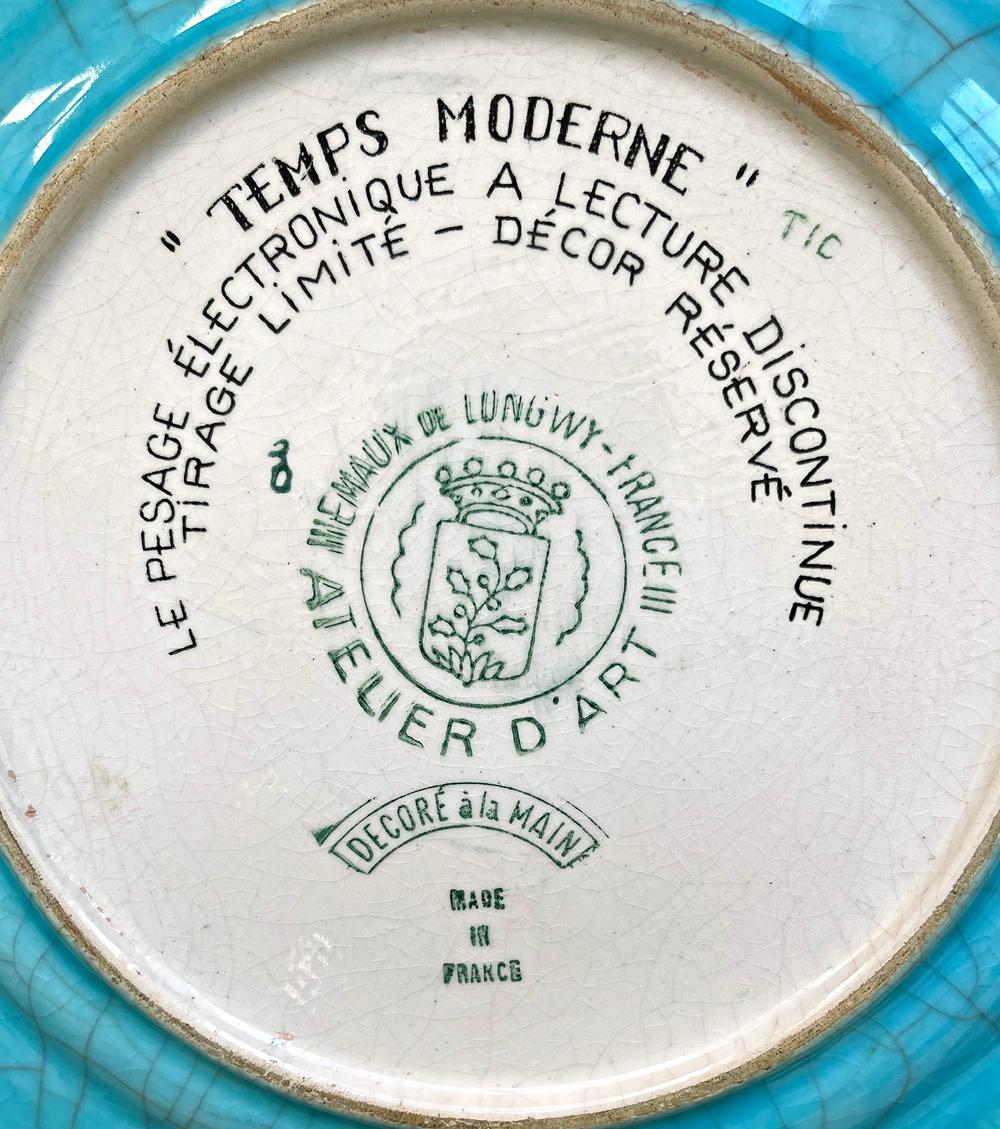 " TEMPS MODERNE "
LE PESAGE ÉLECTRONIQUE A LECTURE DISCONTINUE
TIRAGE LIMITÉ - DÉCOR RÉSERVÉ
TIC
EMAUX DE LONGWY-FRANCE
ATELIER D'ART
DECORÉ à la MAIN
MADE
IN
FRANCE